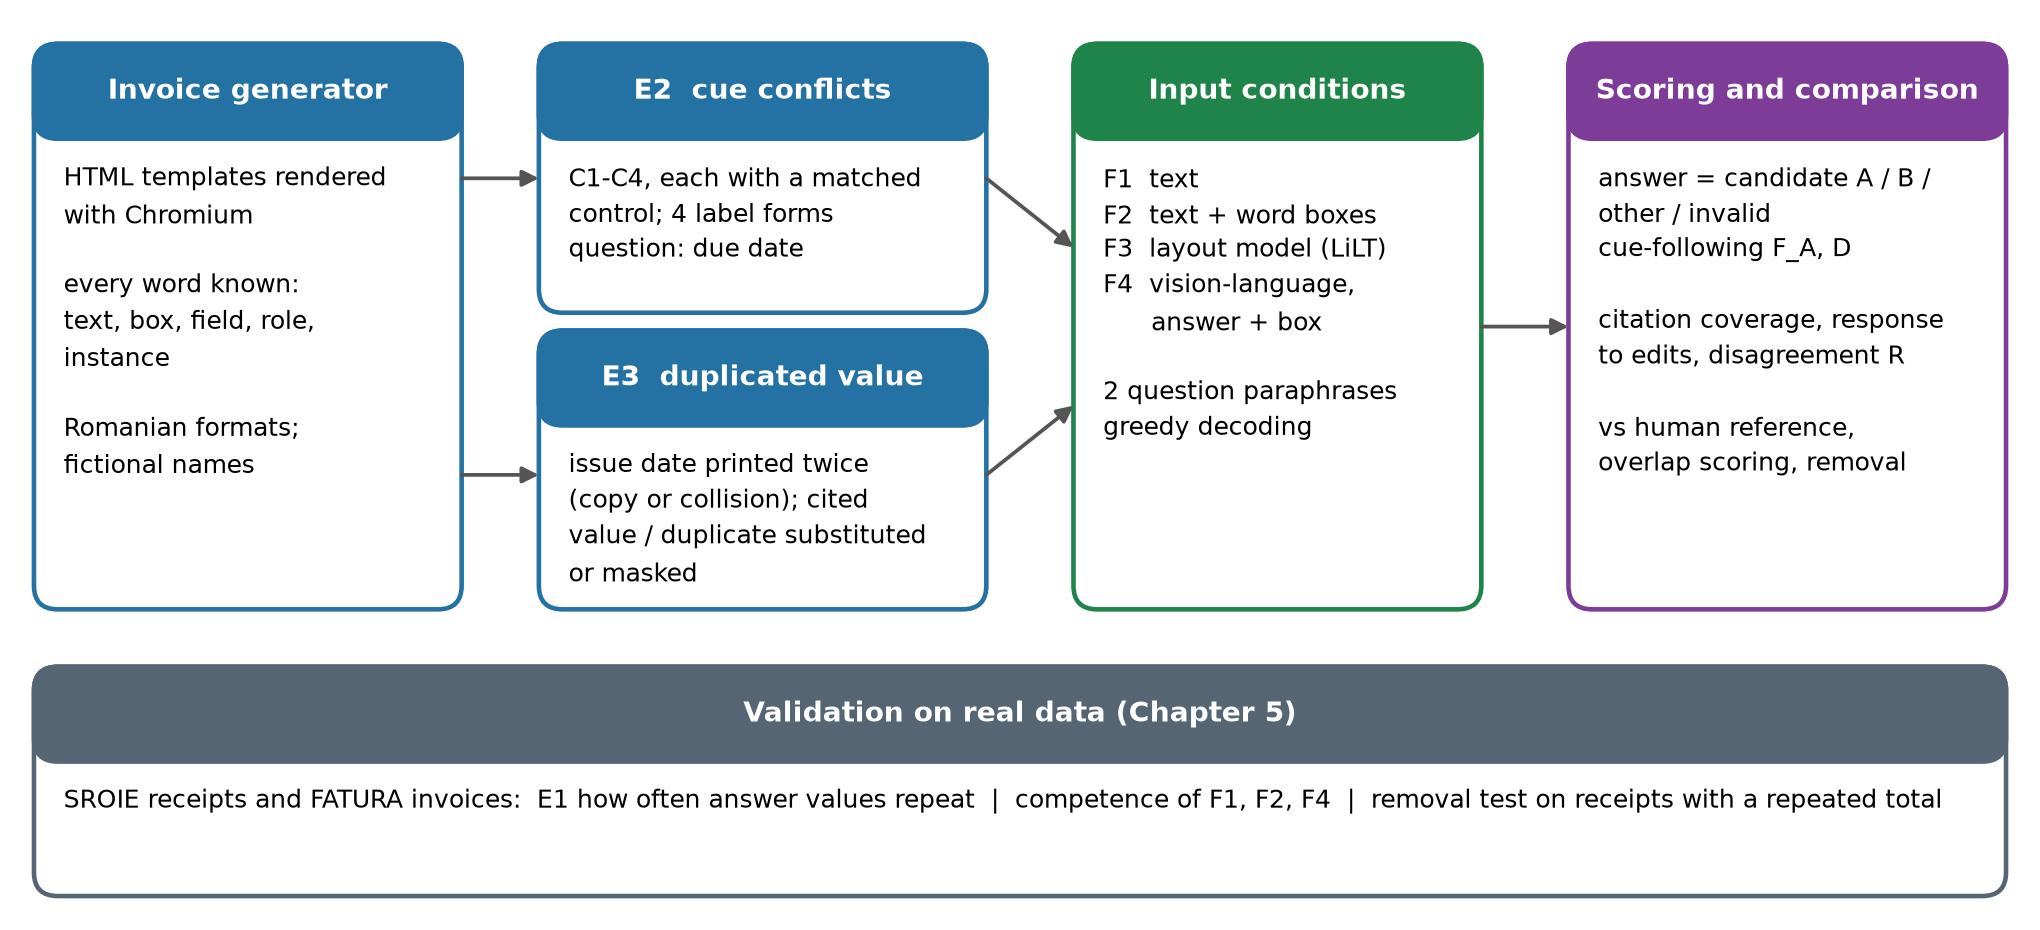 Invoice generator
HTML templates rendered
with Chromium
every word known:
text, box, field, role,
instance
Romanian formats;
fictional names
E2 cue conflicts
C1-C4, each with a matched
control; 4 label forms
question: due date
E3 duplicated value
issue date printed twice
(copy or collision); cited
value / duplicate substituted
or masked
Input conditions
F1 text
F2 text + word boxes
F3 layout model (LiLT)
F4 vision-language,
answer + box
2 question paraphrases
greedy decoding
Scoring and comparison
answer = candidate A / B /
other / invalid
cue-following F_A, D
citation coverage, response
to edits, disagreement R
vs human reference,
overlap scoring, removal
Validation on real data (Chapter 5)
SROIE receipts and FATURA invoices: E1 how often answer values repeat | competence of F1, F2, F4 | removal test on receipts with a repeated total